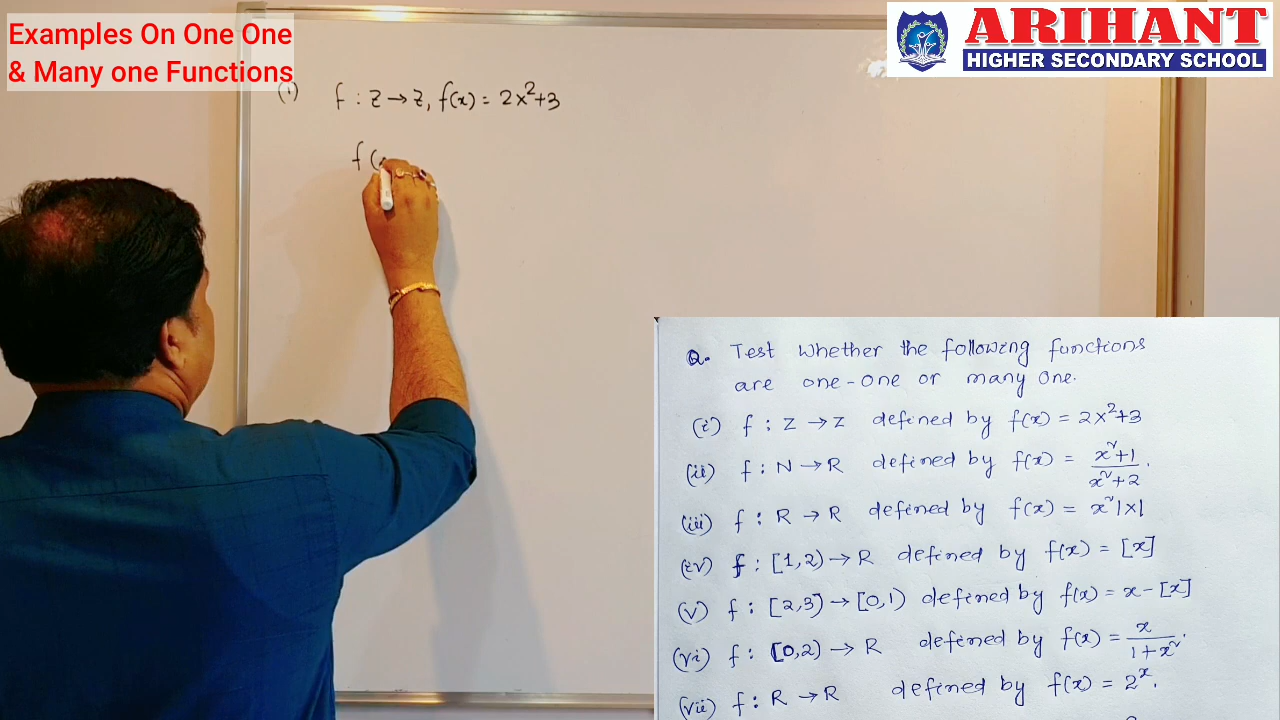 Examples On One One
& Many one Functions
ARIHANT
HIGHER SECONDARY SCHOOL
(i) f : Z → Z, f(x) = 2x²+3
f(
Q. Test whether the following functions
are one-one or many one.
(i) f : Z → Z defined by f(x) = 2x²+3
(ii) f : N → R defined by f(x) = x²+1 / x²+2.
(iii) f : R → R defined by f(x) = x²|x|
(iv) f : [1,2) → R defined by f(x) = [x]
(v) f : [2,3] → [0,1) defined by f(x) = x-[x]
(vi) f : [0,2) → R defined by f(x) = x / 1+x².
(vii) f : R → R defined by f(x) = 2ˣ.